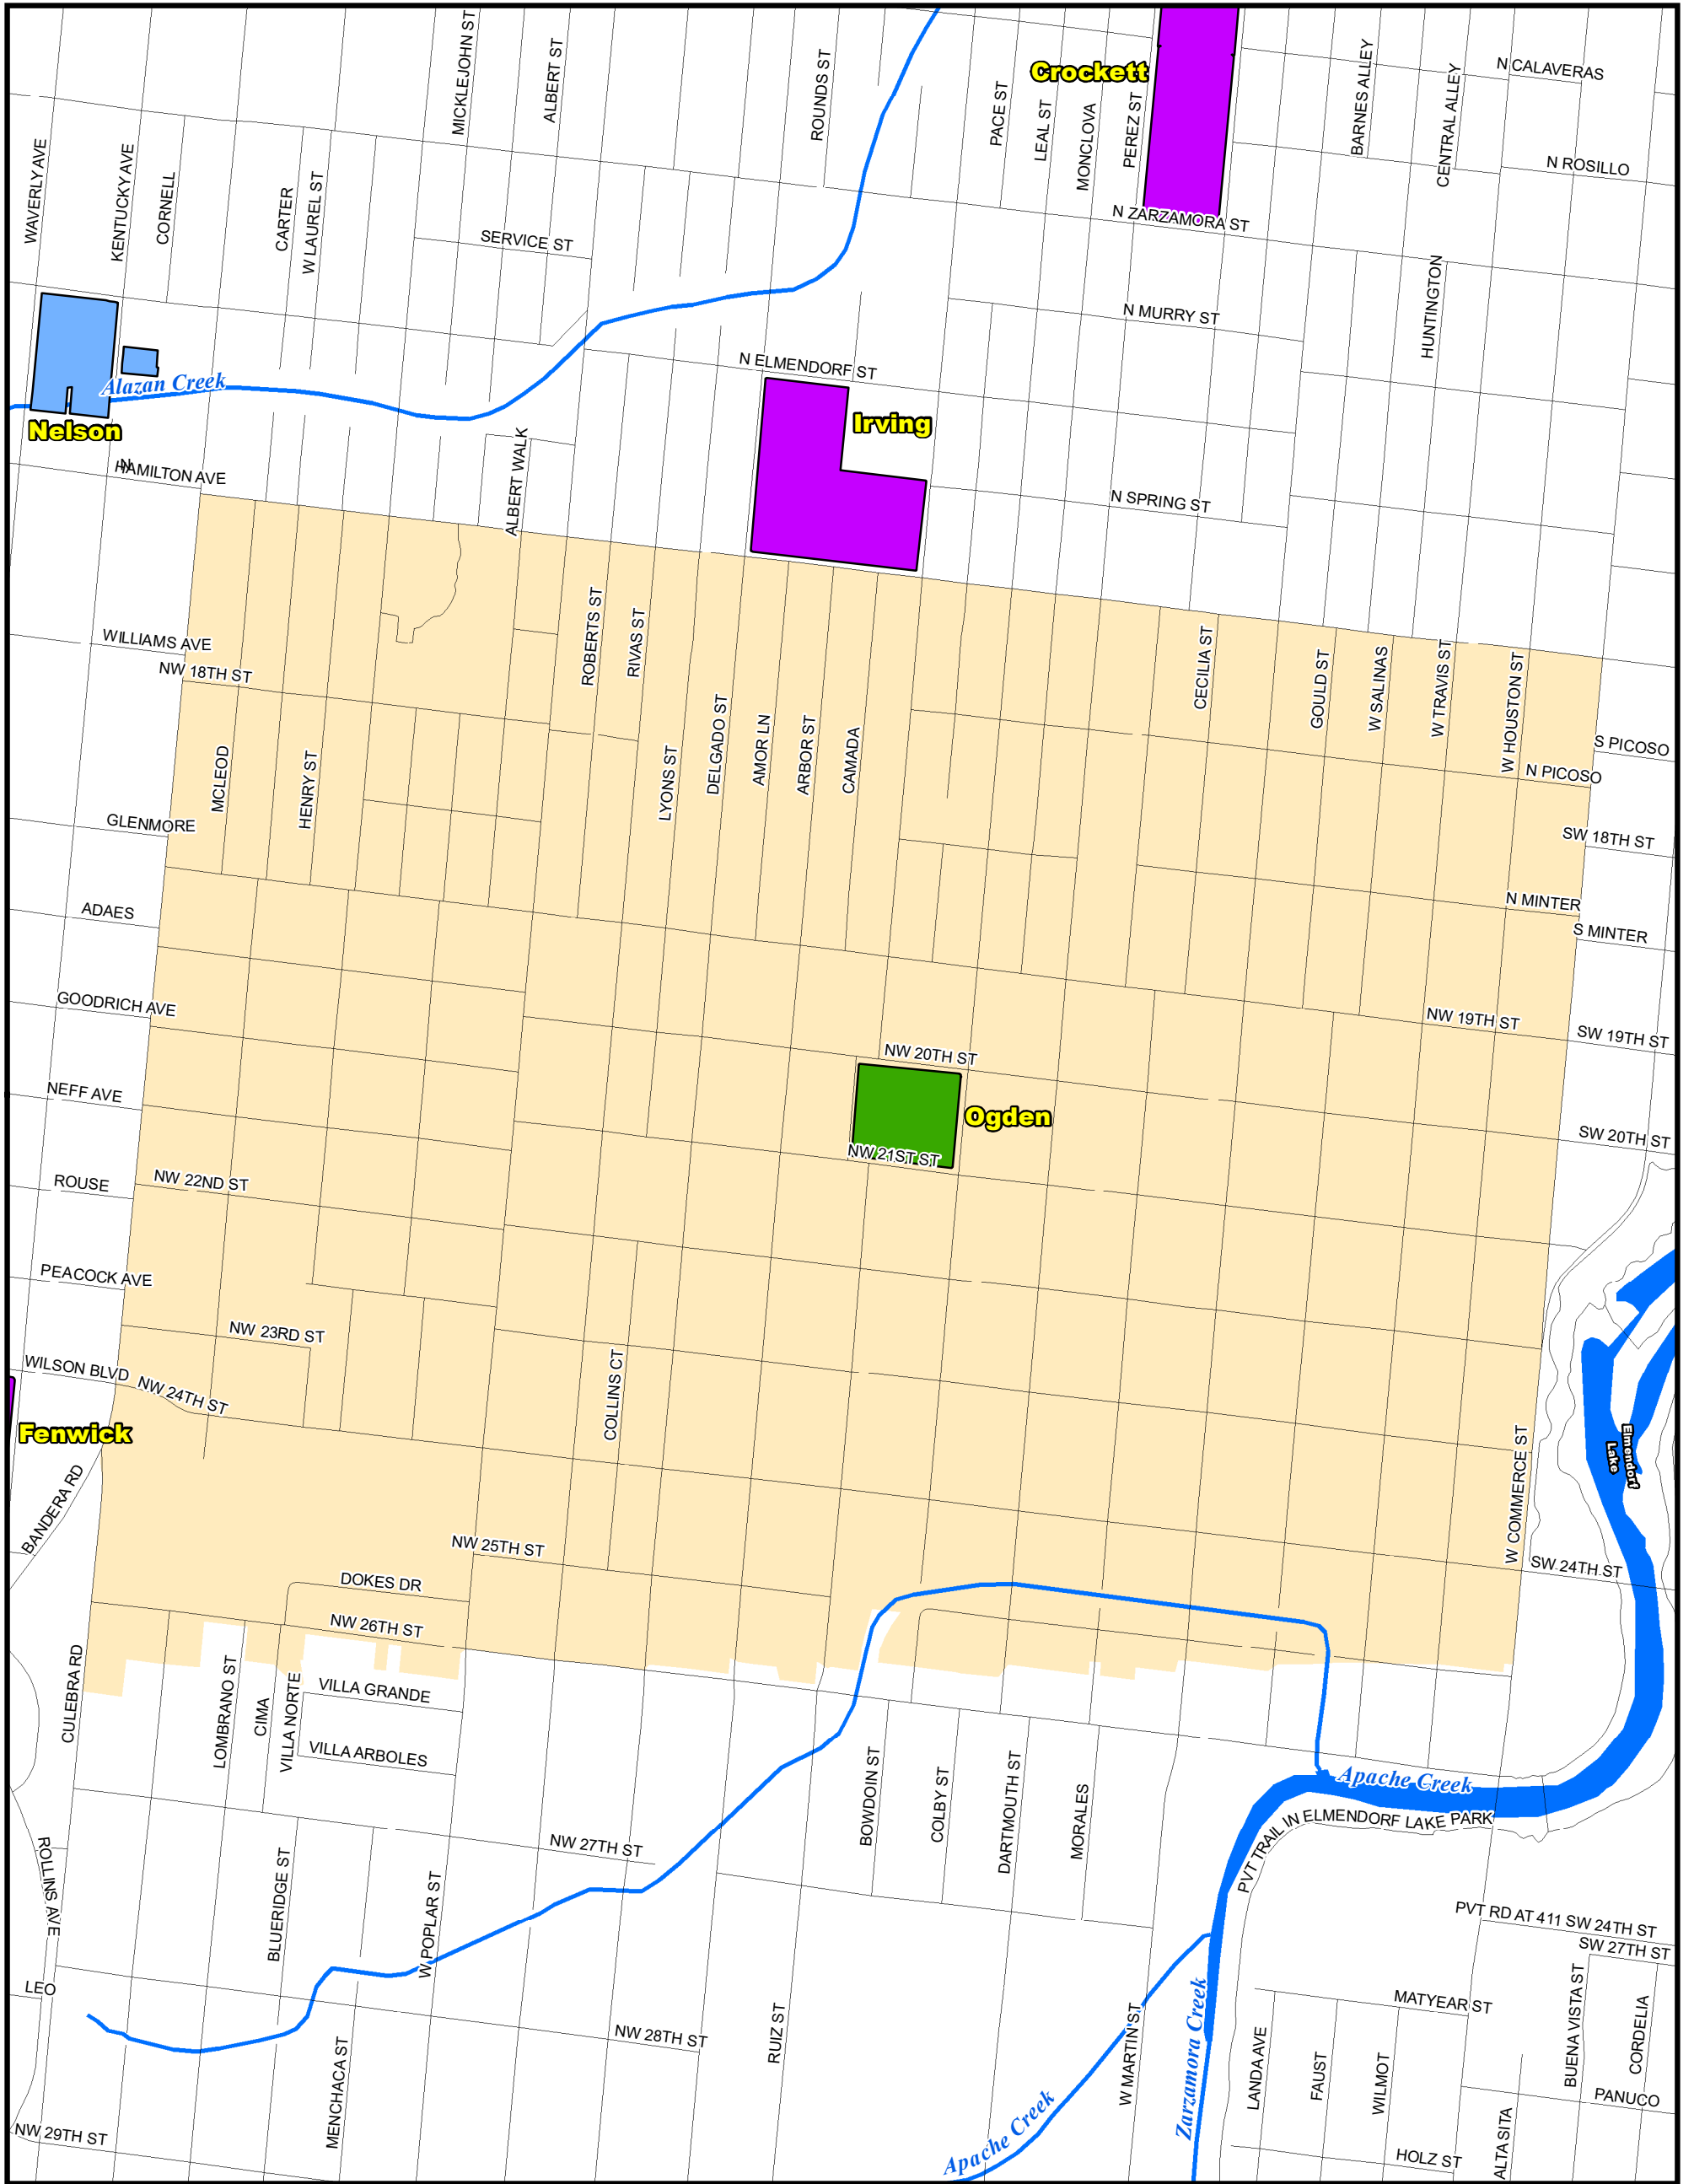 MICKLEJOHN ST
ALBERT ST
ROUNDS ST
Crockett
PACE ST
LEAL ST
MONCLOVA
PEREZ ST
BARNES ALLEY
CENTRAL ALLEY
N CALAVERAS
N ROSILLO
WAVERLY AVE
KENTUCKY AVE
CORNELL
CARTER
W LAUREL ST
SERVICE ST
N ZARZAMORA ST
N MURRY ST
HUNTINGTON
N ELMENDORF ST
Alazan Creek
Nelson
Irving
N
HAMILTON AVE
ALBERT WALK
N SPRING ST
WILLIAMS AVE
NW 18TH ST
ROBERTS ST
RIVAS ST
CECILIA ST
GOULD ST
W SALINAS
W TRAVIS ST
W HOUSTON ST
MCLEOD
HENRY ST
LYONS ST
DELGADO ST
AMOR LN
ARBOR ST
CAMADA
S PICOSO
N PICOSO
GLENMORE
SW 18TH ST
ADAES
N MINTER
S MINTER
GOODRICH AVE
NW 19TH ST
SW 19TH ST
NW 20TH ST
NEFF AVE
Ogden
SW 20TH ST
NW 21ST ST
ROUSE
NW 22ND ST
PEACOCK AVE
NW 23RD ST
WILSON BLVD
NW 24TH ST
COLLINS CT
Fenwick
Elmendorf
Lake
W COMMERCE ST
BANDERA RD
NW 25TH ST
SW 24TH ST
DOKES DR
NW 26TH ST
CULEBRA RD
LOMBRANO ST
CIMA
VILLA NORTE
VILLA GRANDE
VILLA ARBOLES
BOWDOIN ST
COLBY ST
DARTMOUTH ST
MORALES
Apache Creek
PVT TRAIL IN ELMENDORF LAKE PARK
NW 27TH ST
ROLLINS AVE
BLUERIDGE ST
W POPLAR ST
PVT RD AT 411 SW 24TH ST
SW 27TH ST
LEO
MATYEAR ST
NW 28TH ST
RUIZ ST
MENCHACA ST
W MARTIN ST
Zarzamora Creek
LANDA AVE
FAUST
WILMOT
BUENA VISTA ST
CORDELIA
PANUCO
NW 29TH ST
Apache Creek
HOLZ ST
ALTA SITA